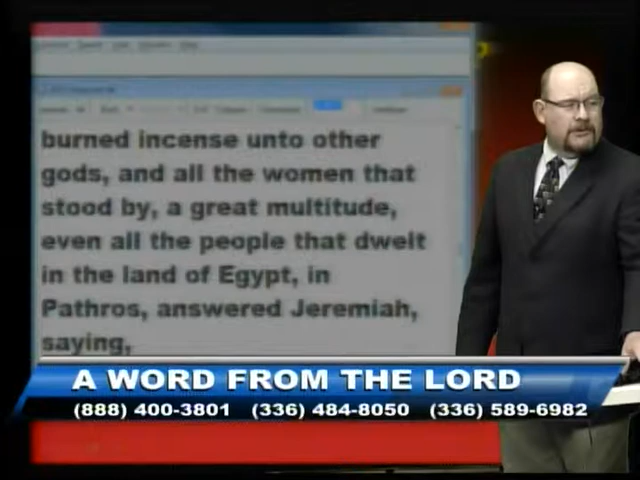 burned incense unto other
gods, and all the women that
stood by, a great multitude,
even all the people that dwelt
in the land of Egypt, in
Pathros, answered Jeremiah,
saying,
A WORD FROM THE LORD
(888) 400-3801 (336) 484-8050 (336) 589-6982